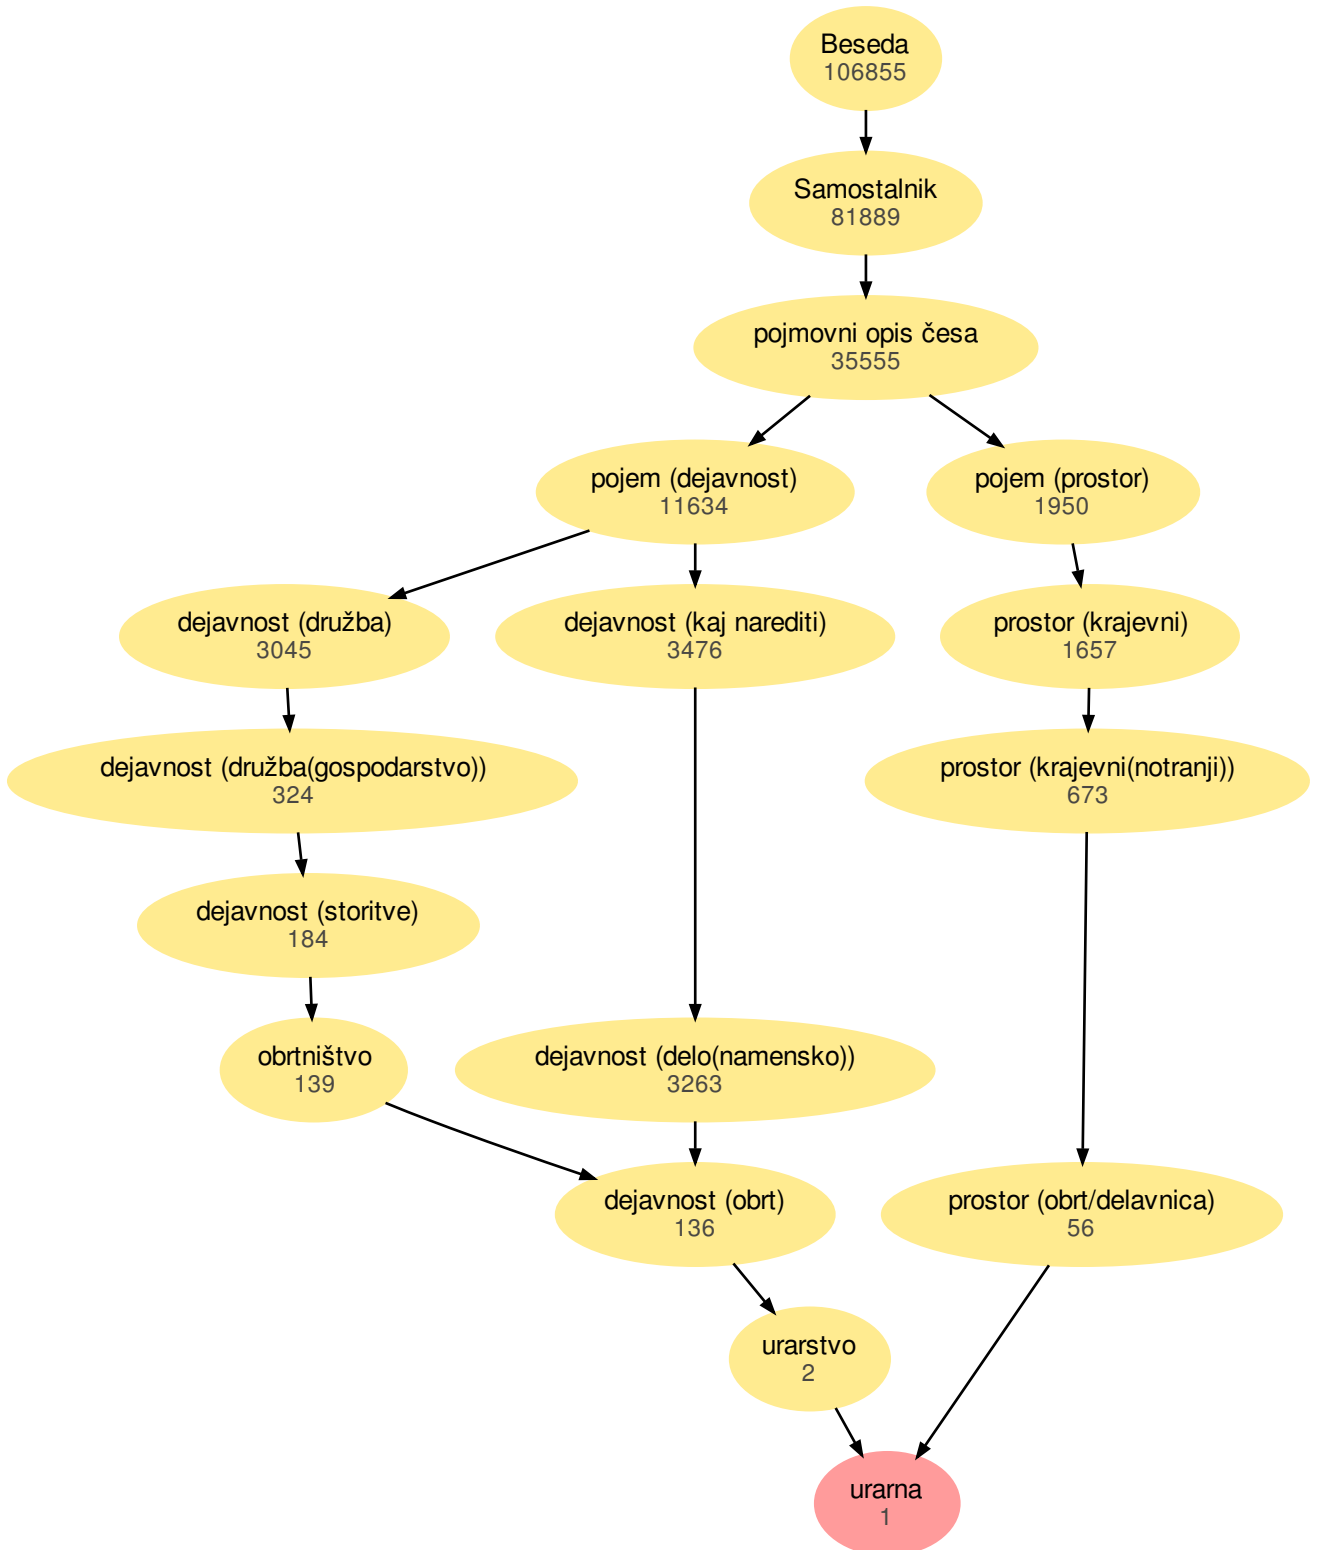 Beseda
106855
Samostalnik
81889
pojmovni opis česa
35555
pojem (dejavnost)
11634
pojem (prostor)
1950
dejavnost (družba)
3045
dejavnost (kaj narediti)
3476
prostor (krajevni)
1657
dejavnost (družba(gospodarstvo))
324
prostor (krajevni(notranji))
673
dejavnost (storitve)
184
obrtništvo
139
dejavnost (delo(namensko))
3263
dejavnost (obrt)
136
prostor (obrt/delavnica)
56
urarstvo
2
urarna
1